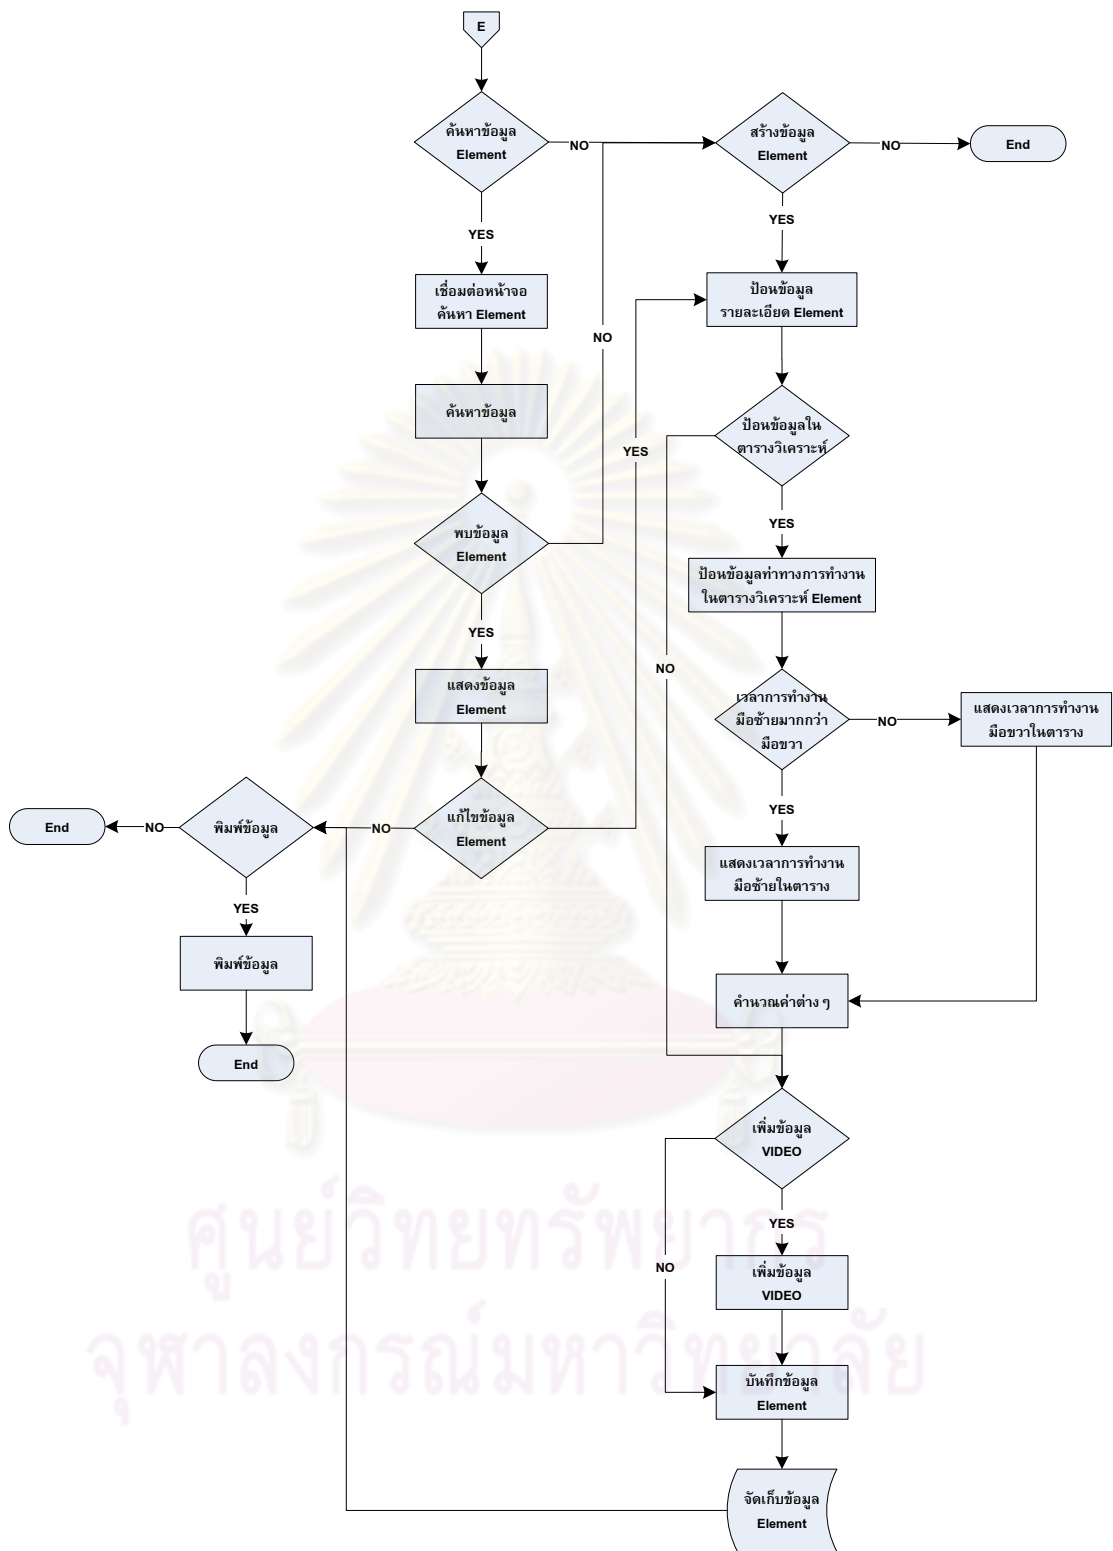 E
ค้นหาข้อมูล
Element
NO
สร้างข้อมูล
Element
NO
End
YES
YES
เชื่อมต่อหน้าจอ
ค้นหา Element
ป้อนข้อมูล
รายละเอียด Element
NO
ค้นหาข้อมูล
ป้อนข้อมูลใน
ตารางวิเคราะห์
YES
พบข้อมูล
Element
YES
ป้อนข้อมูลท่าทางการทำงาน
ในตารางวิเคราะห์ Element
YES
NO
แสดงข้อมูล
Element
เวลาการทำงาน
มือซ้ายมากกว่า
มือขวา
NO
แสดงเวลาการทำงาน
มือขวาในตาราง
End
NO
พิมพ์ข้อมูล
NO
แก้ไขข้อมูล
Element
YES
แสดงเวลาการทำงาน
มือซ้ายในตาราง
YES
พิมพ์ข้อมูล
คำนวณค่าต่าง ๆ
End
เพิ่มข้อมูล
VIDEO
YES
NO
เพิ่มข้อมูล
VIDEO
บันทึกข้อมูล
Element
จัดเก็บข้อมูล
Element
ศูนย์วิทยทรัพยากร
จุฬาลงกรณ์มหาวิทยาลัย